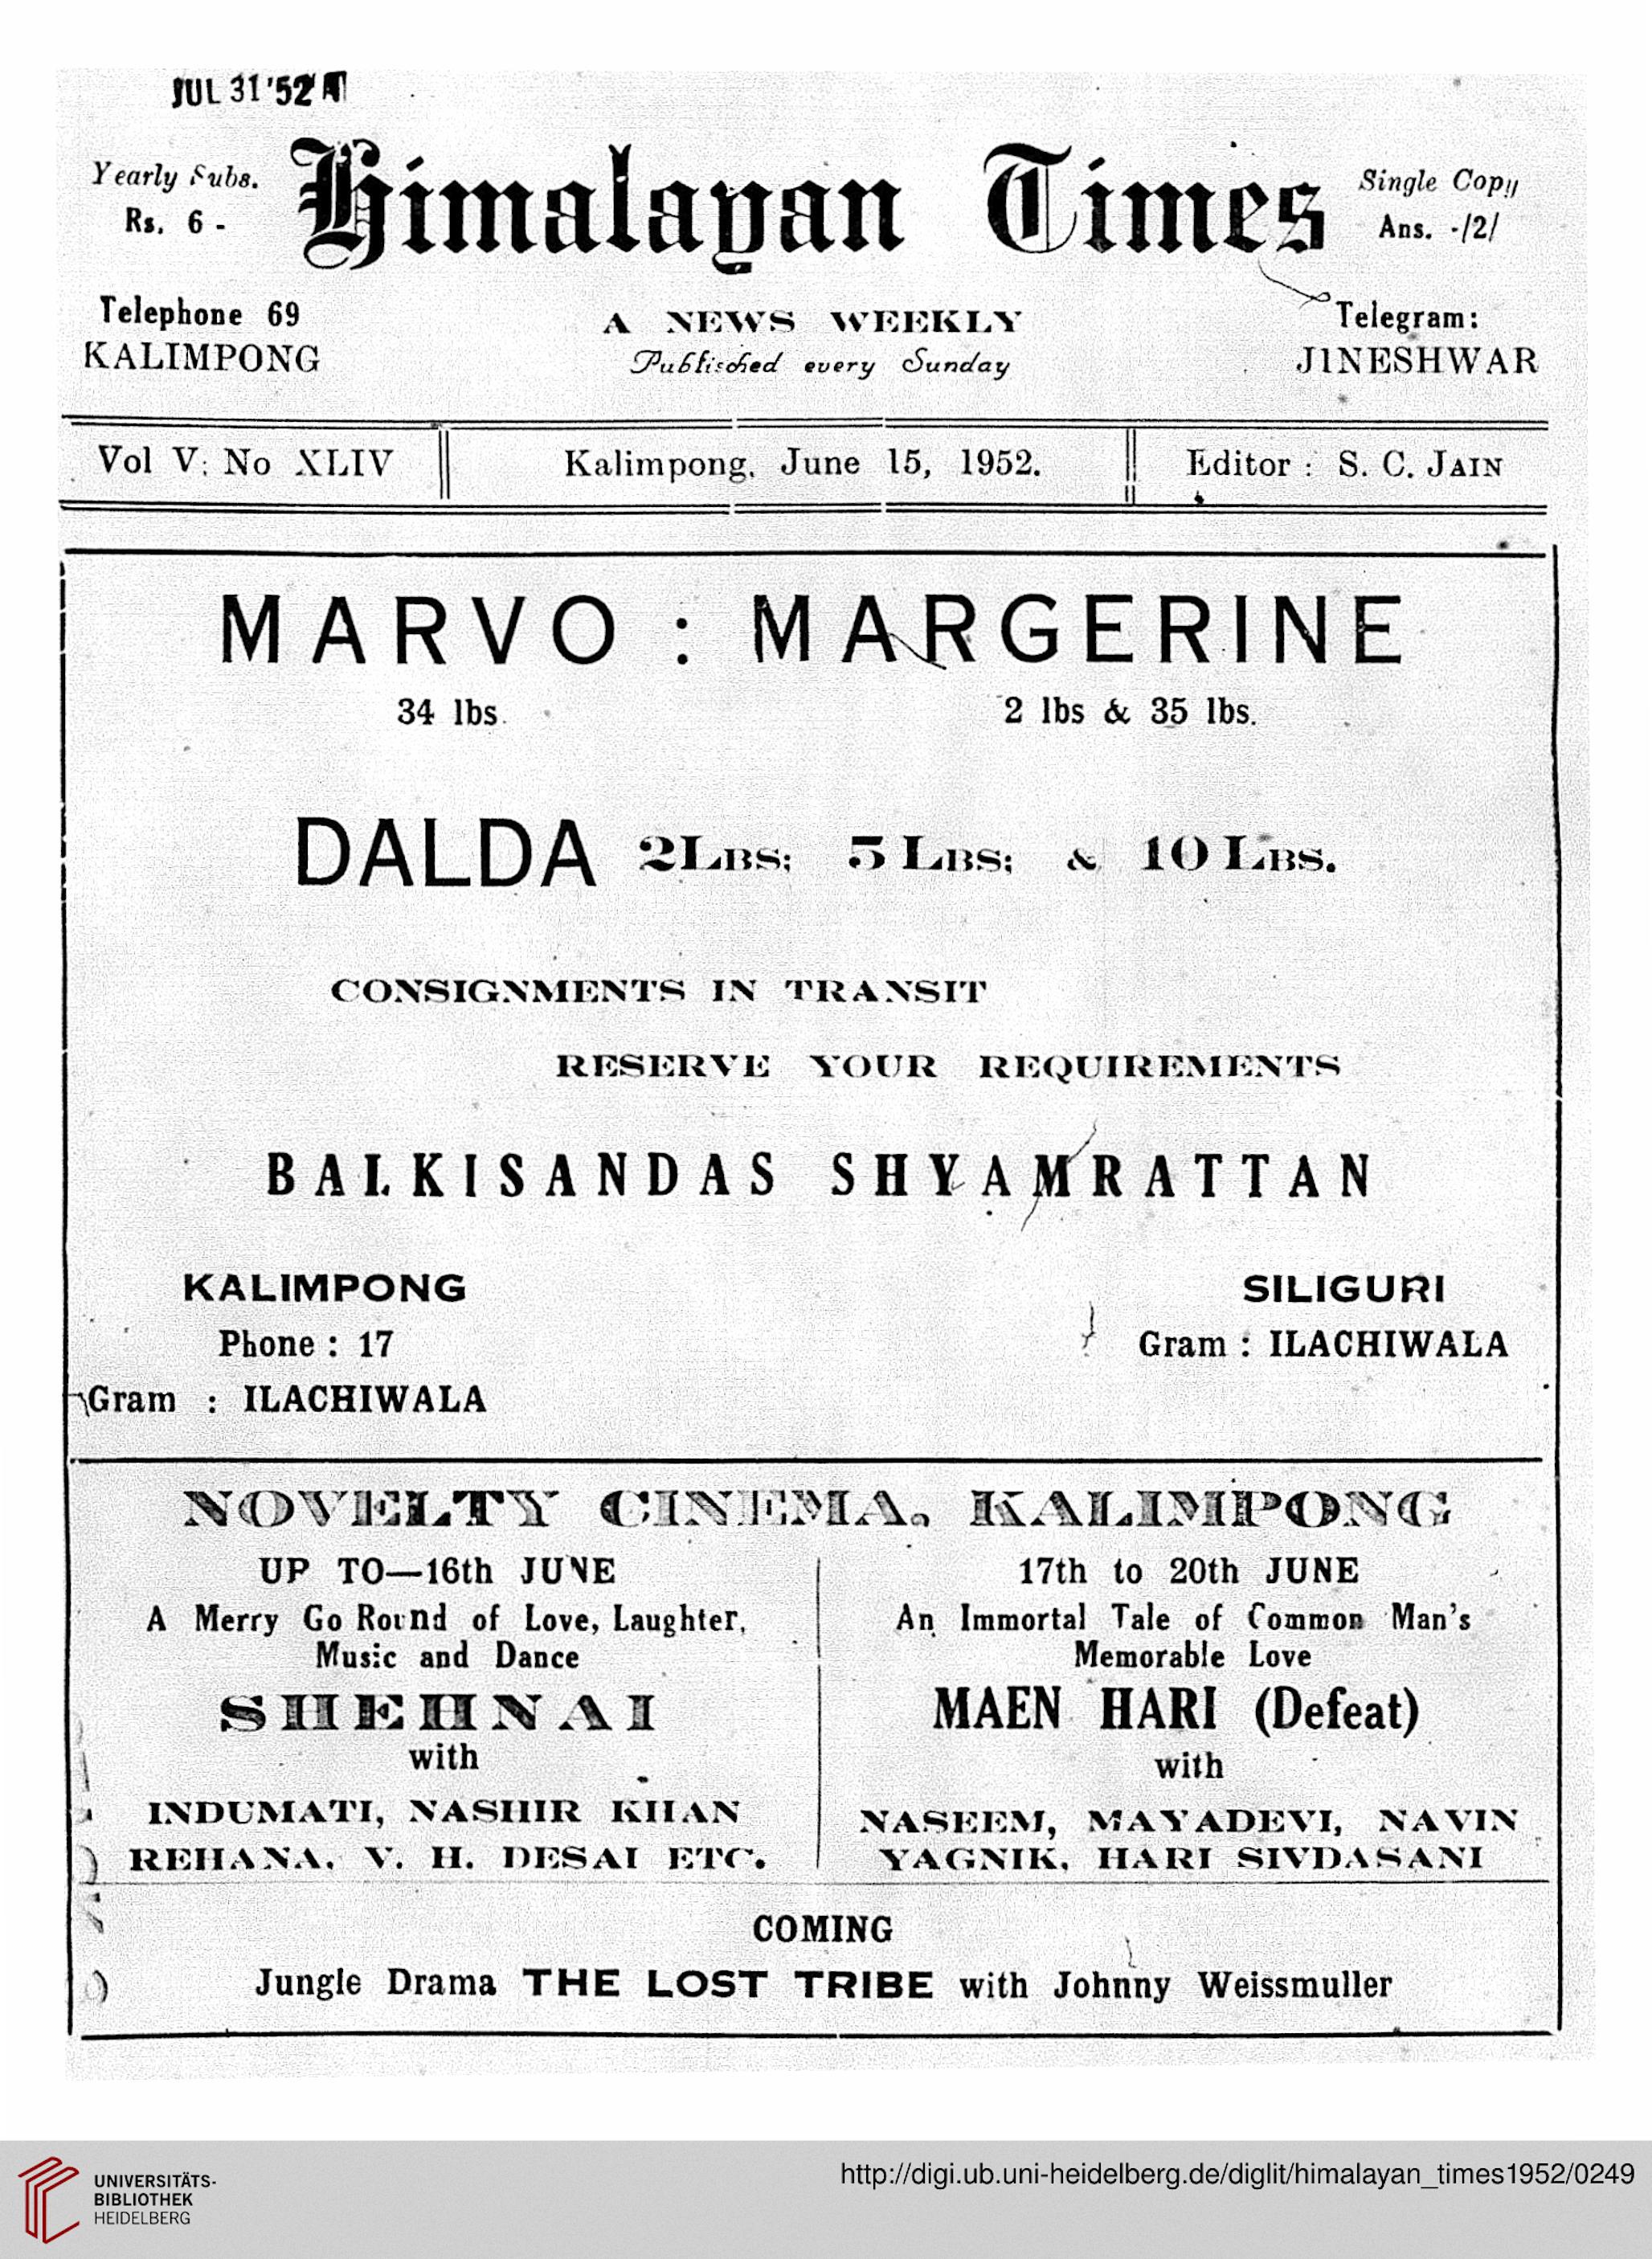 JUL 31 '52
Yearly Subs.
Rs. 6 -
Himalayan Times
Single Copy
Ans. -/2/
Telephone 69
KALIMPONG
A NEWS WEEKLY
Published every Sunday
Telegram:
JINESHWAR
Vol V; No XLIV
Kalimpong, June 15, 1952.
Editor : S. C. JAIN
MARVO : MARGERINE
34 lbs. 2 lbs & 35 lbs.
DALDA 2 LBS; 5 LBS; & 10 LBS.
CONSIGNMENTS IN TRANSIT
RESERVE YOUR REQUIREMENTS
BALKISANDAS SHYAMRATTAN
KALIMPONG
Phone : 17
Gram : ILACHIWALA
SILIGURI
Gram : ILACHIWALA
NOVELTY CINEMA, KALIMPONG
UP TO—16th JUNE
A Merry Go Round of Love, Laughter,
Music and Dance
SHEHNAI
with
INDUMATI, NASHIR KHAN
REHANA, V. H. DESAI ETC.
17th to 20th JUNE
An Immortal Tale of Common Man's
Memorable Love
MAEN HARI (Defeat)
with
NASEEM, MAYADEVI, NAVIN
YAGNIK, HARI SIVDASANI
COMING
Jungle Drama THE LOST TRIBE with Johnny Weissmuller
UNIVERSITÄTS-
BIBLIOTHEK
HEIDELBERG
http://digi.ub.uni-heidelberg.de/diglit/himalayan_times1952/0249